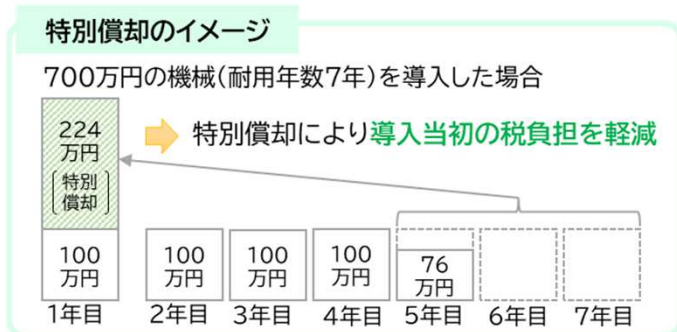 特別償却のイメージ
700万円の機械(耐用年数7年)を導入した場合
224
万円
特別
償却
特別償却により導入当初の税負担を軽減
100
万円
100
万円
100
万円
100
万円
76
万円
1年目 2年目 3年目 4年目 5年目 6年目 7年目